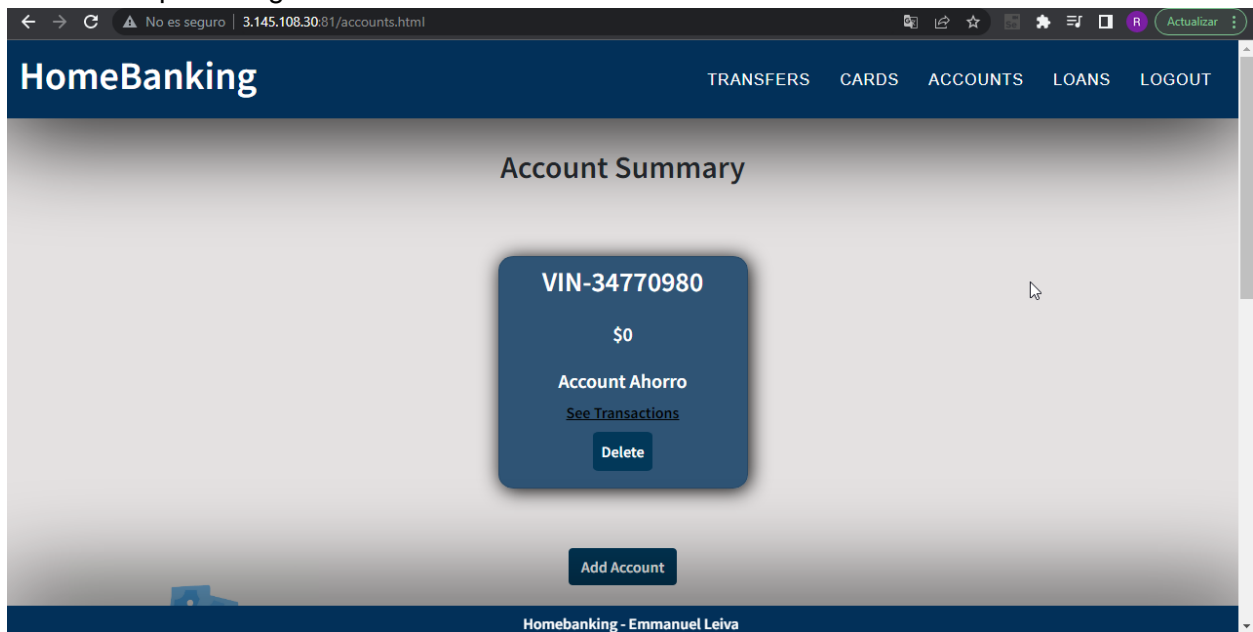 No es seguro | 3.145.108.30:81/accounts.html
R
Actualizar
HomeBanking
TRANSFERS CARDS ACCOUNTS LOANS LOGOUT
Account Summary
VIN-34770980
$0
Account Ahorro
See Transactions
Delete
Add Account
Homebanking - Emmanuel Leiva